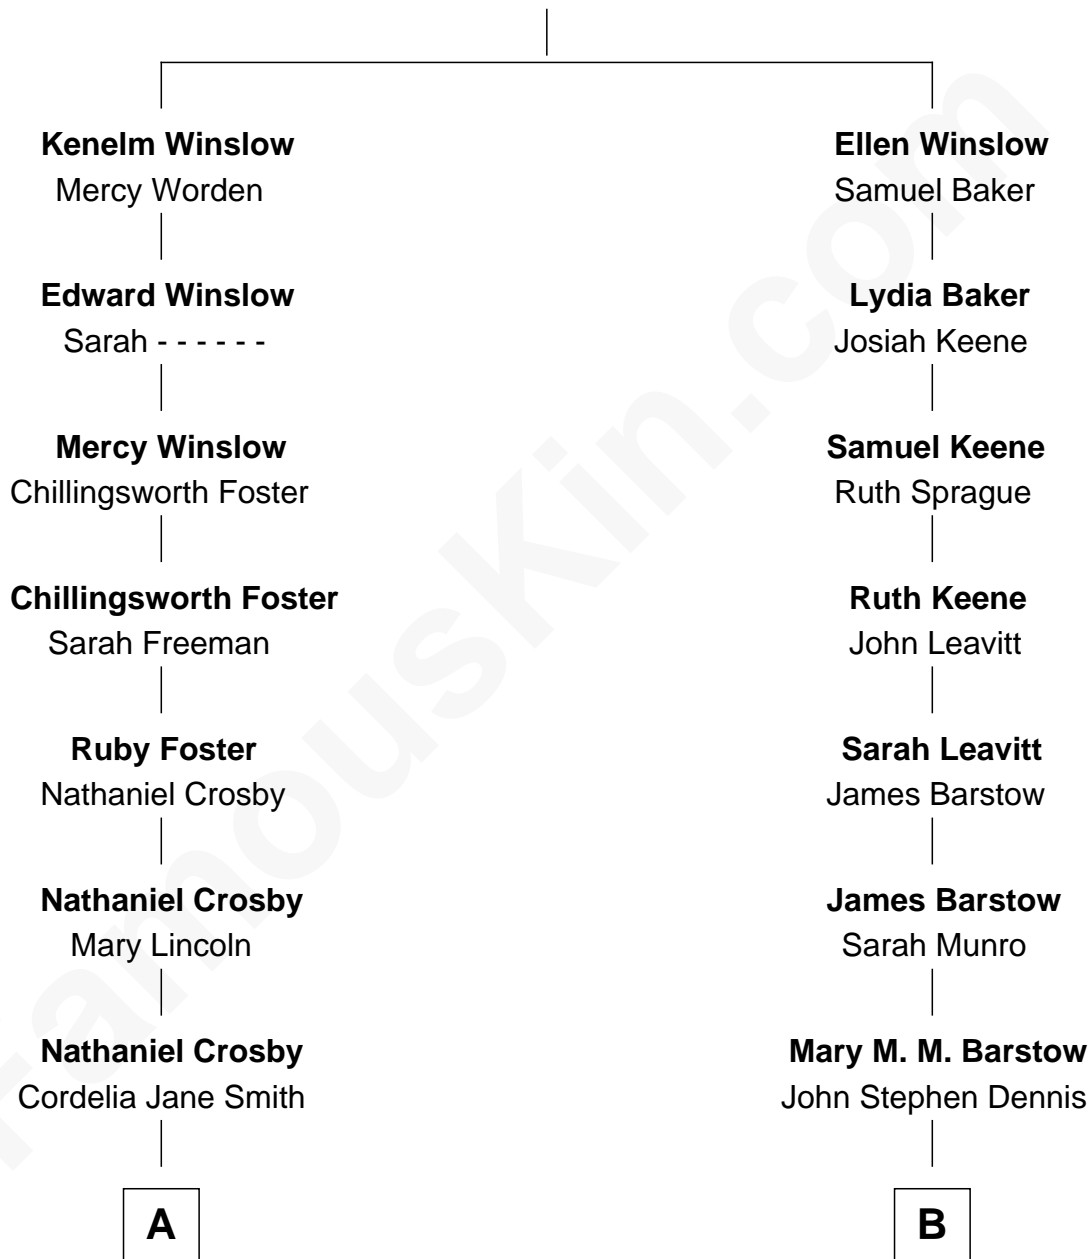 Kenelm Winslow
Mercy Worden
Edward Winslow
Sarah - - - - - -
Mercy Winslow
Chillingsworth Foster
Chillingsworth Foster
Sarah Freeman
Ruby Foster
Nathaniel Crosby
Nathaniel Crosby
Mary Lincoln
Nathaniel Crosby
Cordelia Jane Smith
A
Ellen Winslow
Samuel Baker
Lydia Baker
Josiah Keene
Samuel Keene
Ruth Sprague
Ruth Keene
John Leavitt
Sarah Leavitt
James Barstow
James Barstow
Sarah Munro
Mary M. M. Barstow
John Stephen Dennis
B
FamousKin.com